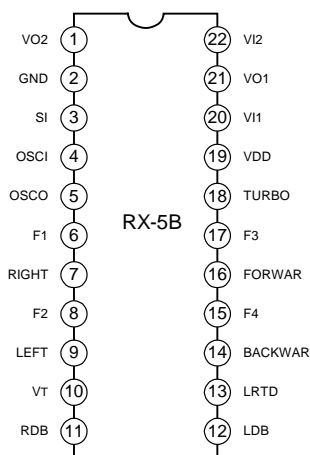 VO2 1 22 VI2
GND 2 21 VO1
SI 3 20 VI1
OSCI 4 19 VDD
OSCO 5 18 TURBO
RX-5B
F1 6 17 F3
RIGHT 7 16 FORWAR
F2 8 15 F4
LEFT 9 14 BACKWAR
VT 10 13 LRTD
RDB 11 12 LDB